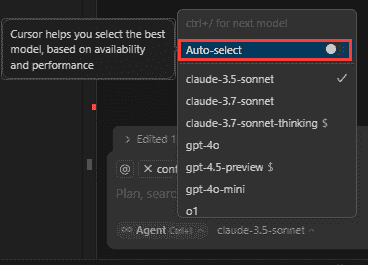 ctrl+/ for next model
Cursor helps you select the best
model, based on availability
and performance
Auto-select
claude-3.5-sonnet
claude-3.7-sonnet
claude-3.7-sonnet-thinking $
gpt-4o
gpt-4.5-preview $
gpt-4o-mini
o1
> Edited 1
@ × con
Plan, sear
Agent Ctrl+I claude-3.5-sonnet